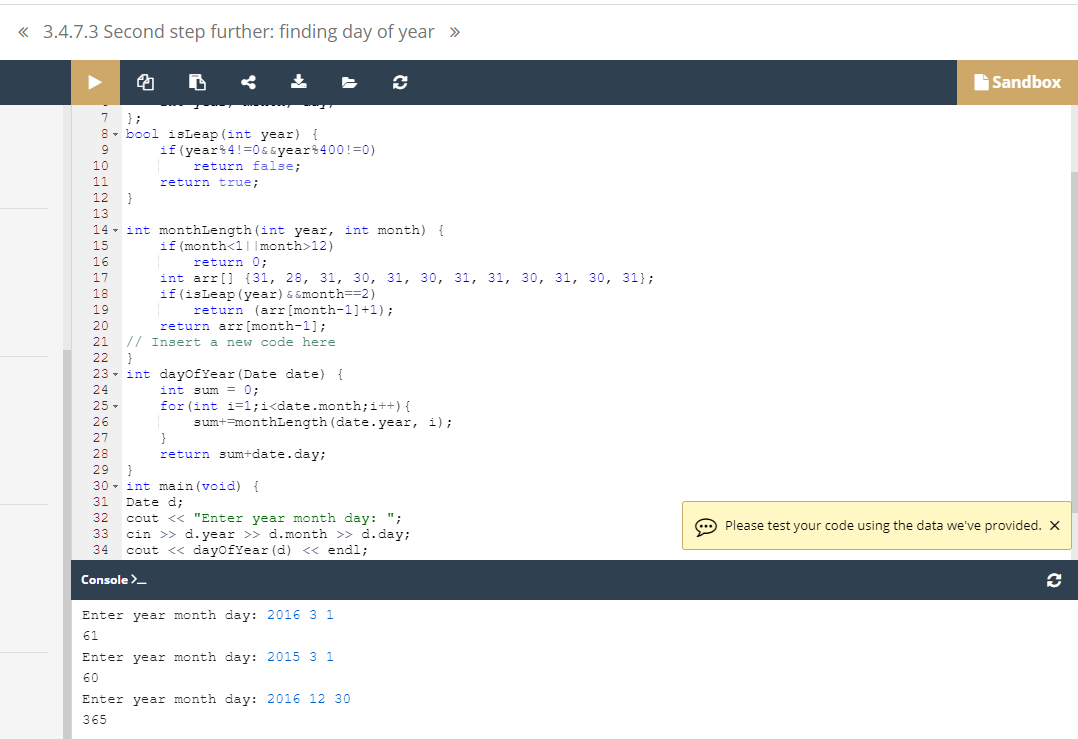 « 3.4.7.3 Second step further: finding day of year »
Sandbox
7 };
8 bool isLeap(int year) {
9 if(year%4!=0&&year%400!=0)
10 return false;
11 return true;
12 }
13
14 int monthLength(int year, int month) {
15 if(month<1||month>12)
16 return 0;
17 int arr[] {31, 28, 31, 30, 31, 30, 31, 31, 30, 31, 30, 31};
18 if(isLeap(year)&&month==2)
19 return (arr[month-1]+1);
20 return arr[month-1];
21 // Insert a new code here
22 }
23 int dayOfYear(Date date) {
24 int sum = 0;
25 for(int i=1;i<date.month;i++){
26 sum+=monthLength(date.year, i);
27 }
28 return sum+date.day;
29 }
30 int main(void) {
31 Date d;
32 cout << "Enter year month day: ";
33 cin >> d.year >> d.month >> d.day;
34 cout << dayOfYear(d) << endl;
Please test your code using the data we've provided. ×
Console >_
Enter year month day: 2016 3 1
61
Enter year month day: 2015 3 1
60
Enter year month day: 2016 12 30
365